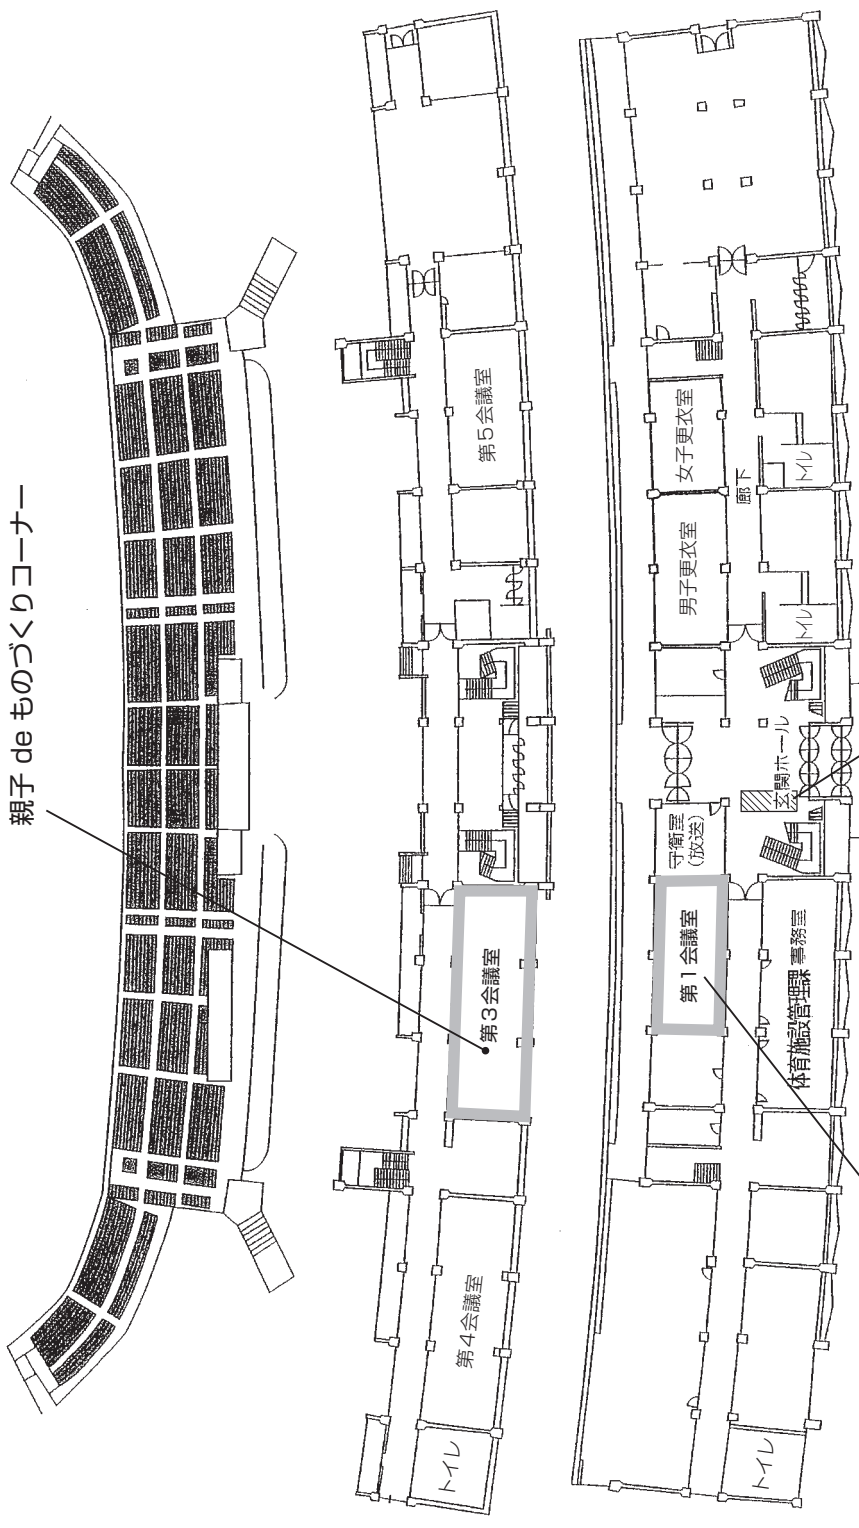 親子 de ものづくりコーナー
トイレ
第4会議室
第3会議室
第5会議室
トイレ
体育施設管理課 事務室
第1会議室
守衛室
(放送)
玄関ホール
トイレ
男子更衣室
廊下
トイレ
女子更衣室